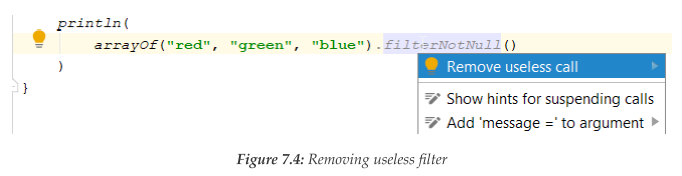 println(
arrayOf("red", "green", "blue").filterNotNull()
)
Remove useless call
}
Show hints for suspending calls
Add 'message =' to argument
Figure 7.4: Removing useless filter